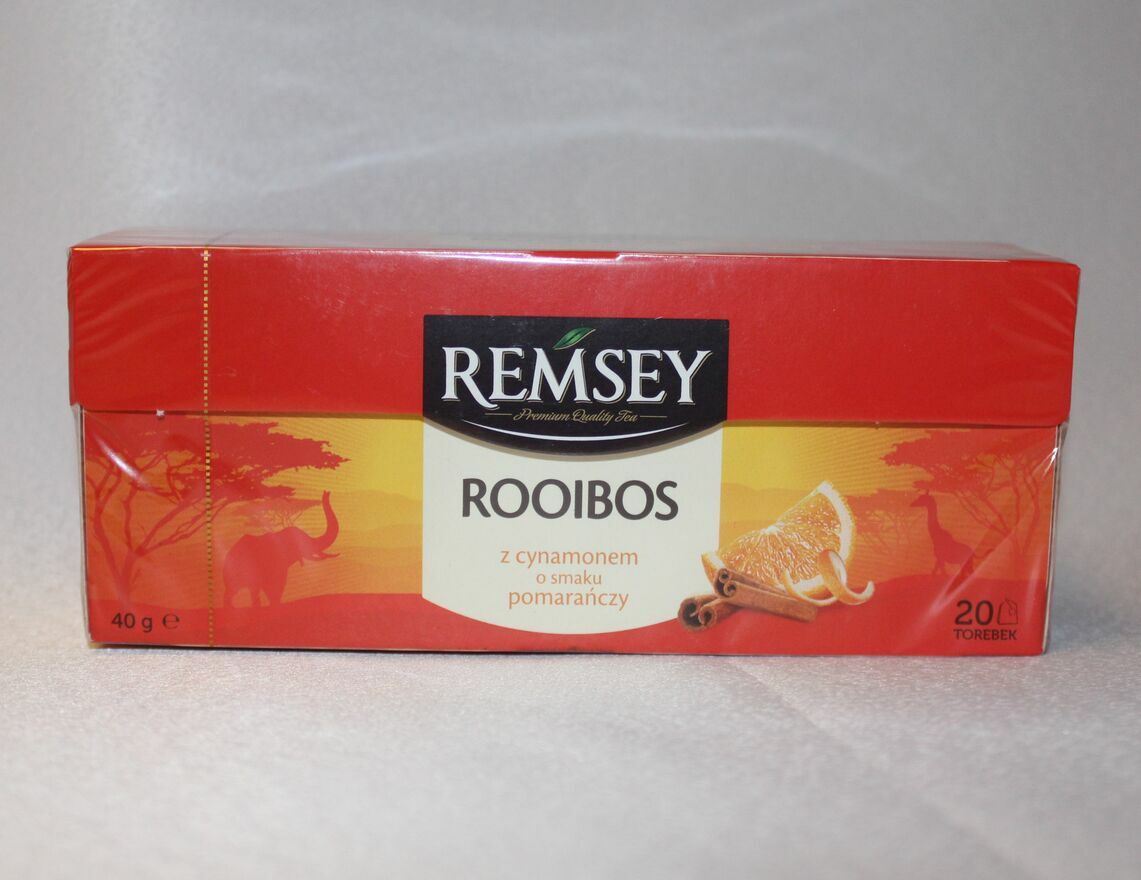 REMSEY
Premium Quality Tea
ROOIBOS
z cynamonem
o smaku
pomarańczy
40 g ℮
20
TOREBEK